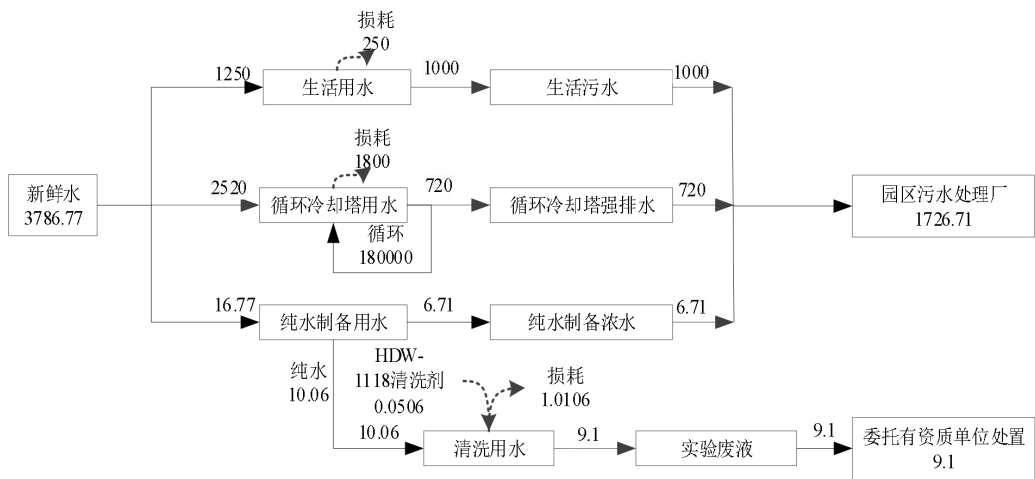 损耗
250
1250
生活用水
1000
生活污水
1000
损耗
1800
新鲜水
3786.77
2520
循环冷却塔用水
720
循环冷却塔强排水
720
园区污水处理厂
1726.71
循环
180000
16.77
纯水制备用水
6.71
纯水制备浓水
6.71
纯水
10.06
HDW-
1118清洗剂
0.0506
损耗
1.0106
10.06
清洗用水
9.1
实验废液
9.1
委托有资质单位处置
9.1